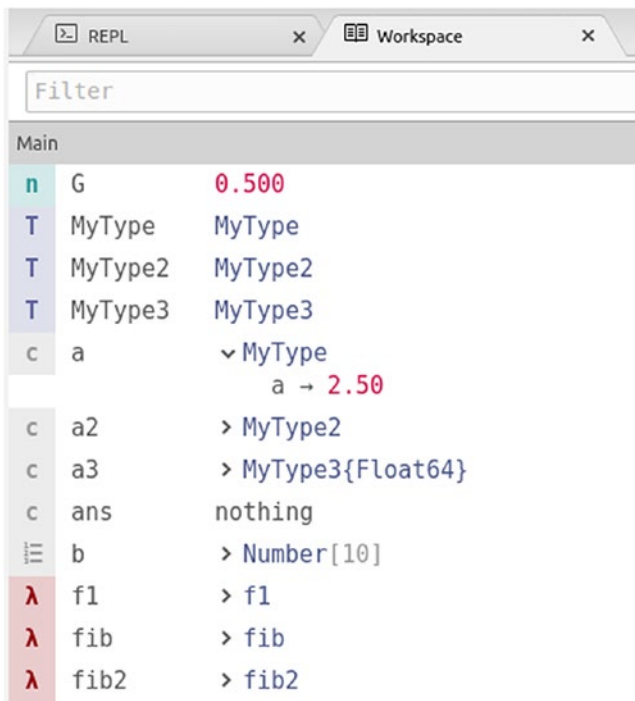 REPL × Workspace ×
Filter
Main
n G 0.500
T MyType MyType
T MyType2 MyType2
T MyType3 MyType3
c a MyType
a → 2.50
c a2 > MyType2
c a3 > MyType3{Float64}
c ans nothing
b > Number[10]
λ f1 > f1
λ fib > fib
λ fib2 > fib2